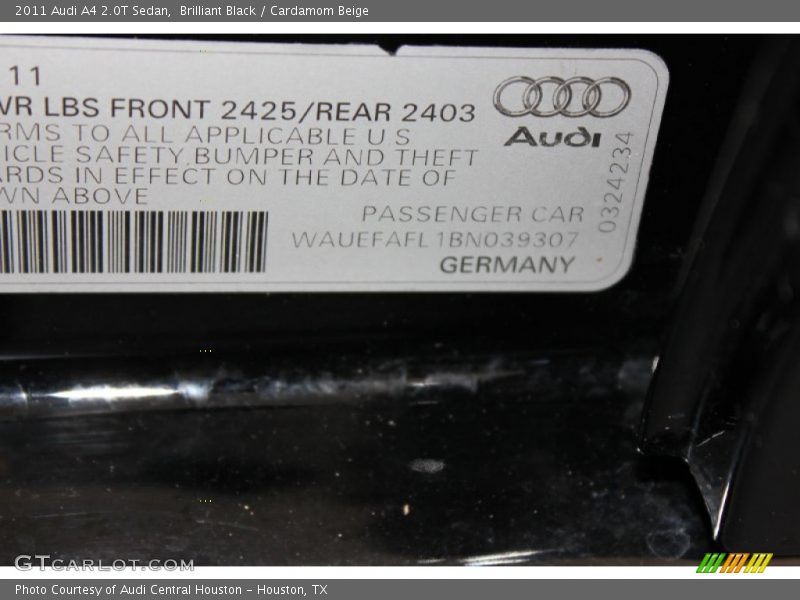 2011 Audi A4 2.0T Sedan,  Brilliant Black / Cardamom Beige
11
WR LBS FRONT 2425/REAR 2403
RMS TO ALL APPLICABLE U S
ICLE SAFETY, BUMPER AND THEFT
ARDS IN EFFECT ON THE DATE OF
WN ABOVE
Audi
0324234
PASSENGER CAR
WAUEFAFL1BN039307
GERMANY
GTCARLOT.COM
Photo Courtesy of Audi Central Houston - Houston, TX